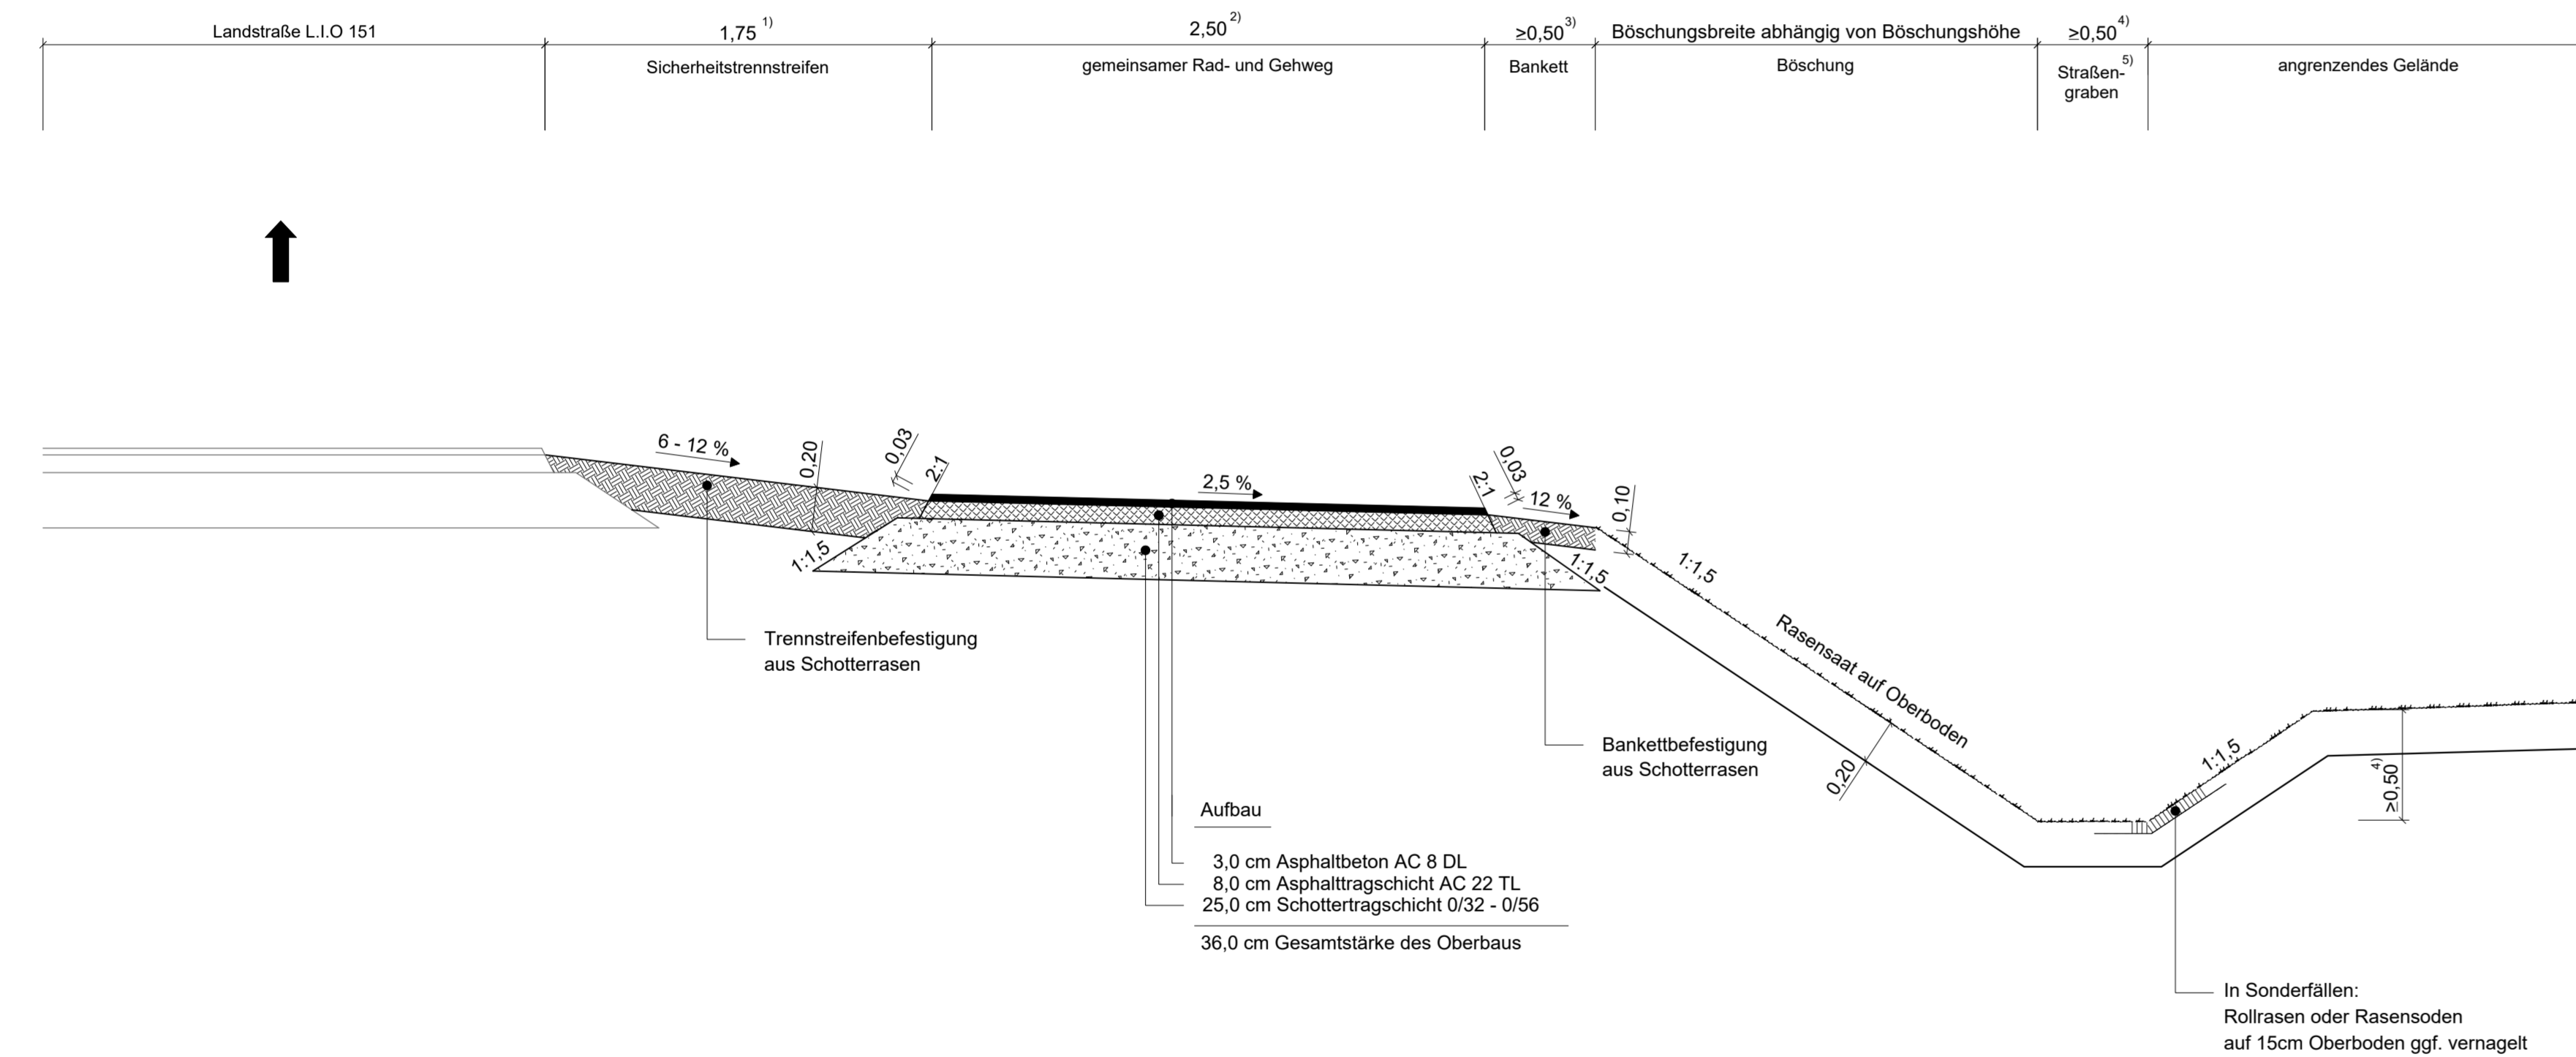 Landstraße L.I.O 151
1,75 1)
2,50 2)
≥0,50 3)
Böschungsbreite abhängig von Böschungshöhe
≥0,50 4)
Sicherheitstrennstreifen
gemeinsamer Rad- und Gehweg
Bankett
Böschung
Straßen- 5)
graben
angrenzendes Gelände
6 - 12 %
0,20
0,03
2:1
2,5 %
2:1
0,03
12 %
0,10
1:1,5
1:1,5
1:1,5
Rasensaat auf Oberboden
0,20
1:1,5
≥0,50 4)
Trennstreifenbefestigung
aus Schotterrasen
Bankettbefestigung
aus Schotterrasen
Aufbau
3,0 cm Asphaltbeton AC 8 DL
8,0 cm Asphalttragschicht AC 22 TL
25,0 cm Schottertragschicht 0/32 - 0/56
36,0 cm Gesamtstärke des Oberbaus
In Sonderfällen:
Rollrasen oder Rasensoden
auf 15cm Oberboden ggf. vernagelt